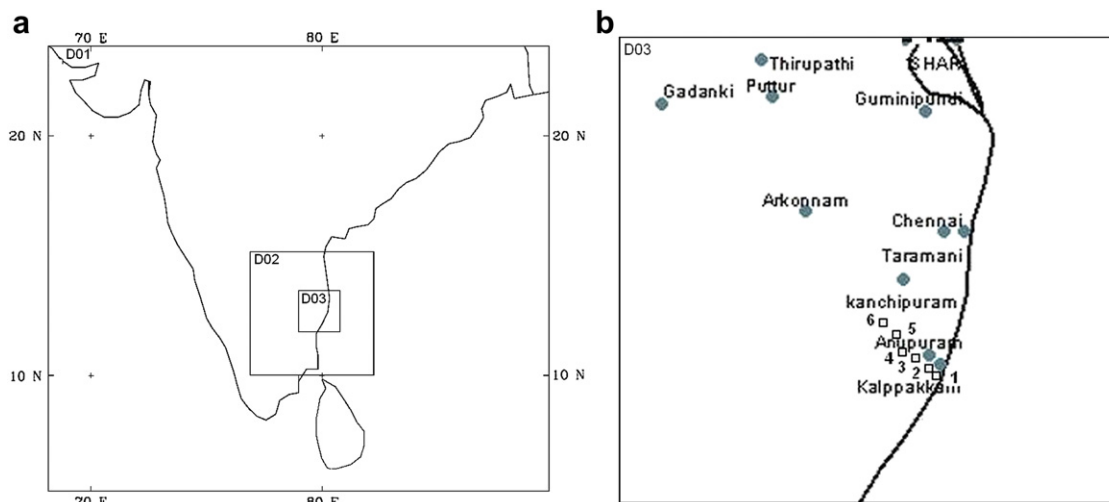 a
70 E
80 E
D01
20 N
20 N
D02
D03
10 N
10 N
70 E
80 E
b
D03
Thirupathi
SHAR
Gadanki
Puttur
Guminipundi
Arkonnam
Chennai
Taramani
kanchipuram
6
5
Anupuram
4
3
2
1
Kalppakkam